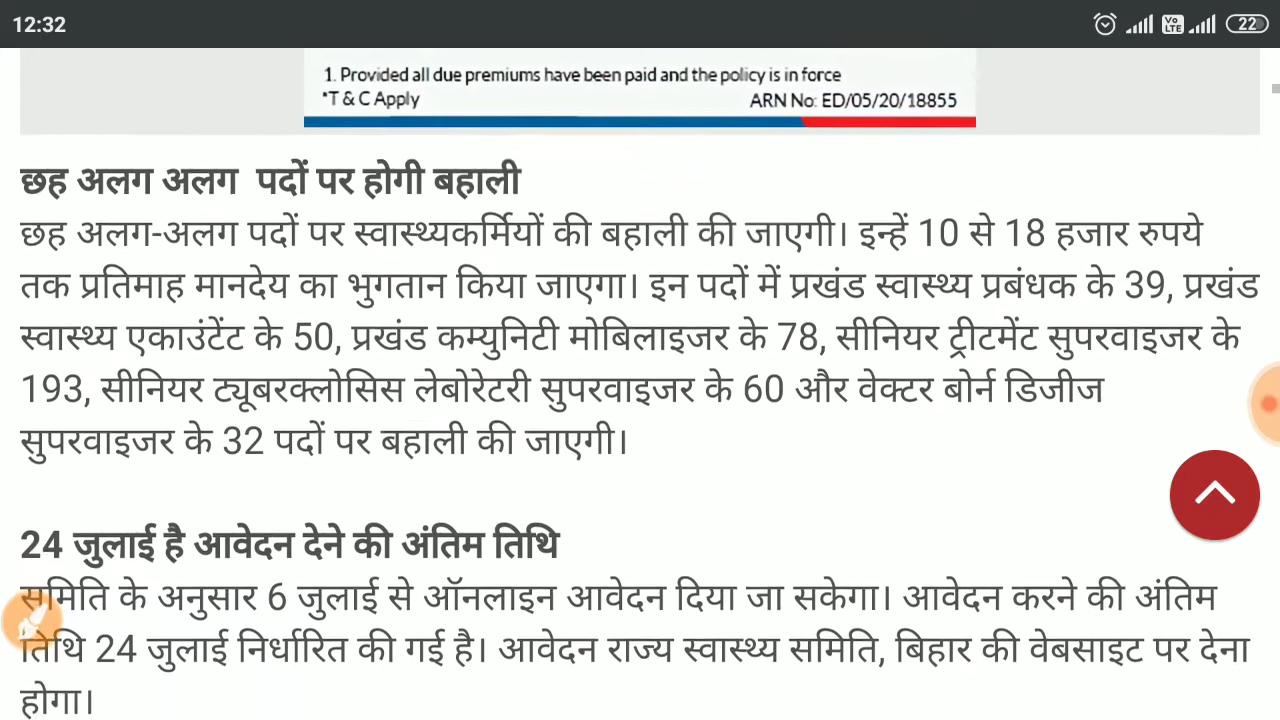 12:32
Vo
LTE
22
1. Provided all due premiums have been paid and the policy is in force
*T & C Apply
ARN No: ED/05/20/18855
छह अलग अलग पदों पर होगी बहाली
छह अलग-अलग पदों पर स्वास्थ्यकर्मियों की बहाली की जाएगी। इन्हें 10 से 18 हजार रुपये
तक प्रतिमाह मानदेय का भुगतान किया जाएगा। इन पदों में प्रखंड स्वास्थ्य प्रबंधक के 39, प्रखंड
स्वास्थ्य एकाउंटेंट के 50, प्रखंड कम्युनिटी मोबिलाइजर के 78, सीनियर ट्रीटमेंट सुपरवाइजर के
193, सीनियर ट्यूबरक्लोसिस लेबोरेटरी सुपरवाइजर के 60 और वेक्टर बोर्न डिजीज
सुपरवाइजर के 32 पदों पर बहाली की जाएगी।
24 जुलाई है आवेदन देने की अंतिम तिथि
समिति के अनुसार 6 जुलाई से ऑनलाइन आवेदन दिया जा सकेगा। आवेदन करने की अंतिम
तिथि 24 जुलाई निर्धारित की गई है। आवेदन राज्य स्वास्थ्य समिति, बिहार की वेबसाइट पर देना
होगा।